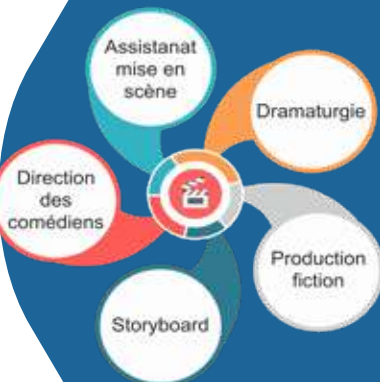 Assistanat
mise en
scène
Dramaturgie
Direction
des
comédiens
Production
fiction
Storyboard